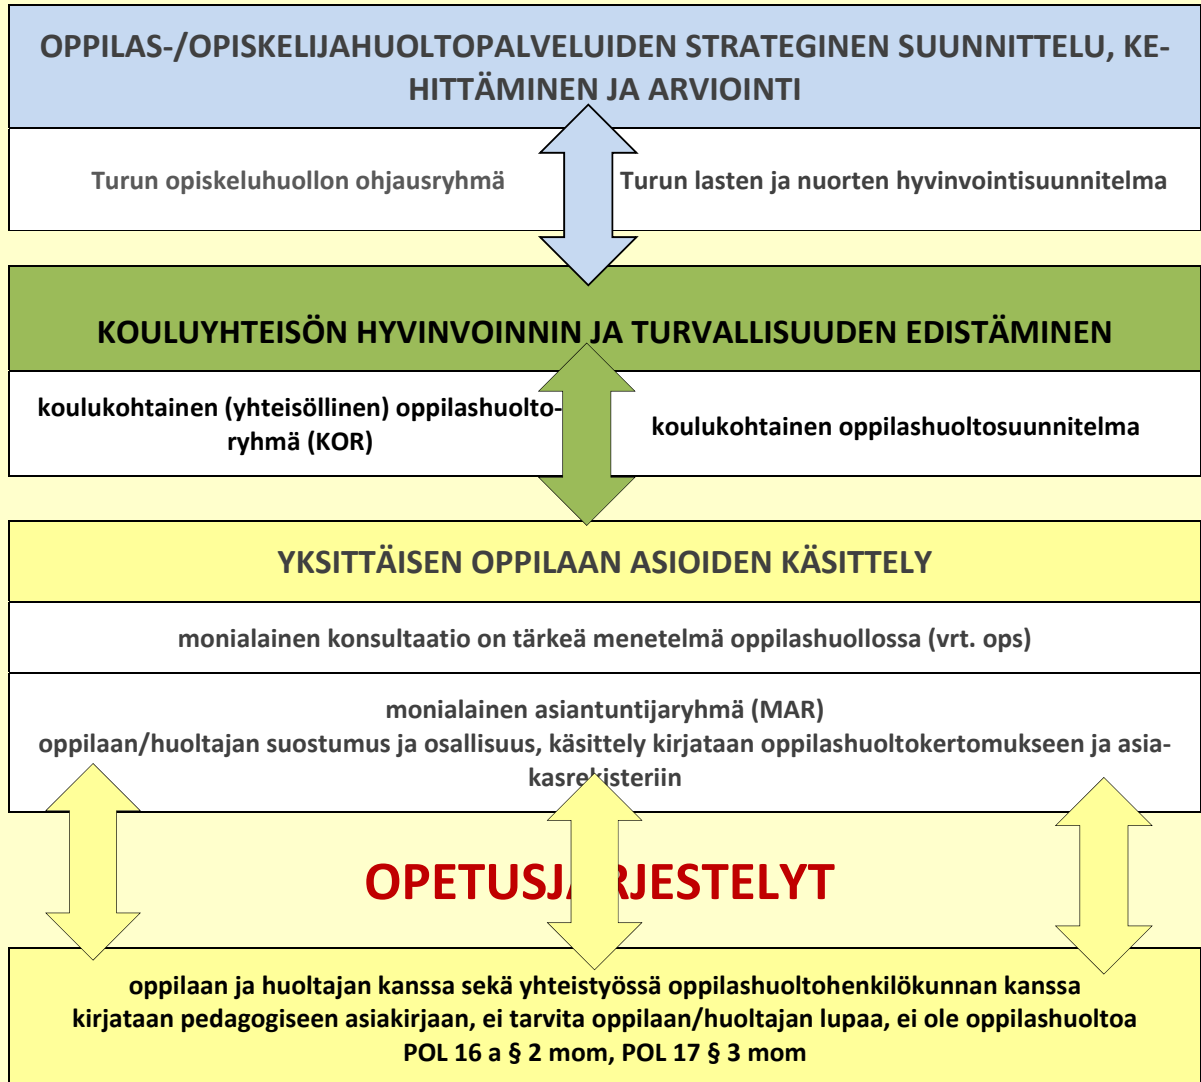 OPPILAS-/OPISKELIJAHUOLTOPALVELUIDEN STRATEGINEN SUUNNITTELU, KE-
HITTÄMINEN JA ARVIOINTI
Turun opiskeluhuollon ohjausryhmä
Turun lasten ja nuorten hyvinvointisuunnitelma
KOULUYHTEISÖN HYVINVOINNIN JA TURVALLISUUDEN EDISTÄMINEN
koulukohtainen (yhteisöllinen) oppilashuolto-
ryhmä (KOR)
koulukohtainen oppilashuoltosuunnitelma
YKSITTÄISEN OPPILAAN ASIOIDEN KÄSITTELY
monialainen konsultaatio on tärkeä menetelmä oppilashuollossa (vrt. ops)
monialainen asiantuntijaryhmä (MAR)
oppilaan/huoltajan suostumus ja osallisuus, käsittely kirjataan oppilashuoltokertomukseen ja asia-
kasrekisteriin
OPETUSJÄRJESTELYT
oppilaan ja huoltajan kanssa sekä yhteistyössä oppilashuoltohenkilökunnan kanssa
kirjataan pedagogiseen asiakirjaan, ei tarvita oppilaan/huoltajan lupaa, ei ole oppilashuoltoa
POL 16 a § 2 mom, POL 17 § 3 mom